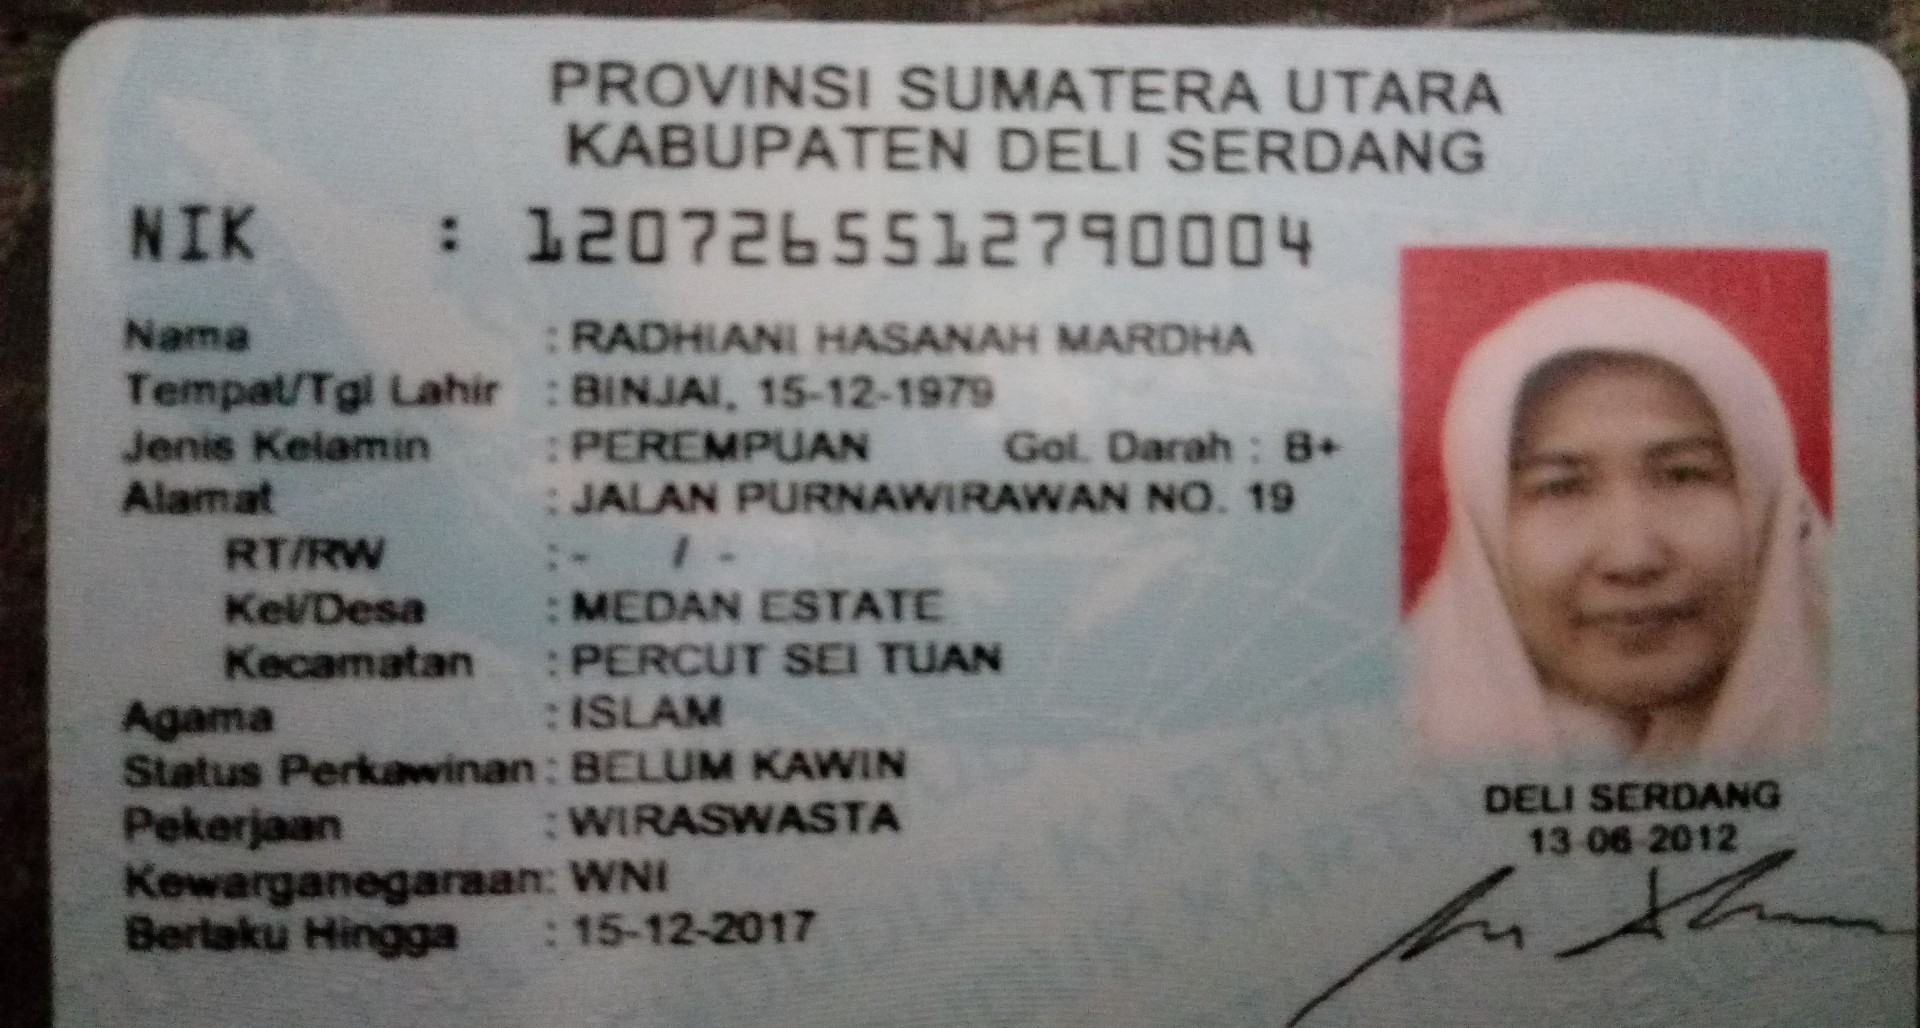 PROVINSI SUMATERA UTARA
KABUPATEN DELI SERDANG
NIK : 1207265512790004
Nama : RADHIANI HASANAH MARDHA
Tempat/Tgl Lahir : BINJAI, 15-12-1979
Jenis Kelamin : PEREMPUAN Gol. Darah : B+
Alamat : JALAN PURNAWIRAWAN NO. 19
RT/RW : - / -
Kel/Desa : MEDAN ESTATE
Kecamatan : PERCUT SEI TUAN
Agama : ISLAM
Status Perkawinan : BELUM KAWIN
Pekerjaan : WIRASWASTA
Kewarganegaraan : WNI
Berlaku Hingga : 15-12-2017
DELI SERDANG
13-06-2012